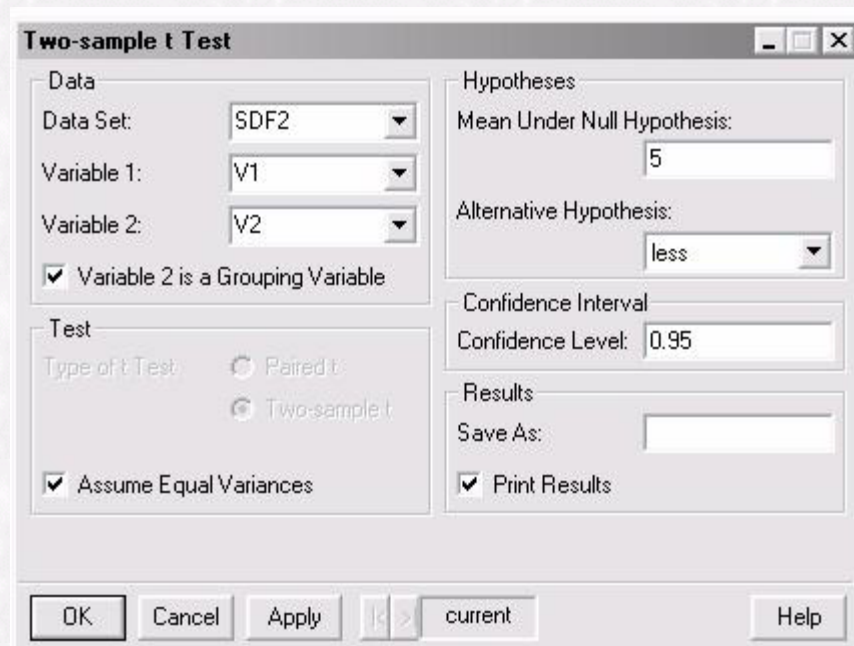 Two-sample t Test
Data
Data Set: SDF2
Variable 1: V1
Variable 2: V2
Variable 2 is a Grouping Variable
Test
Type of t Test Paired t
Two-sample t
Assume Equal Variances
Hypotheses
Mean Under Null Hypothesis:
5
Alternative Hypothesis:
less
Confidence Interval
Confidence Level: 0.95
Results
Save As:
Print Results
OK Cancel Apply current Help